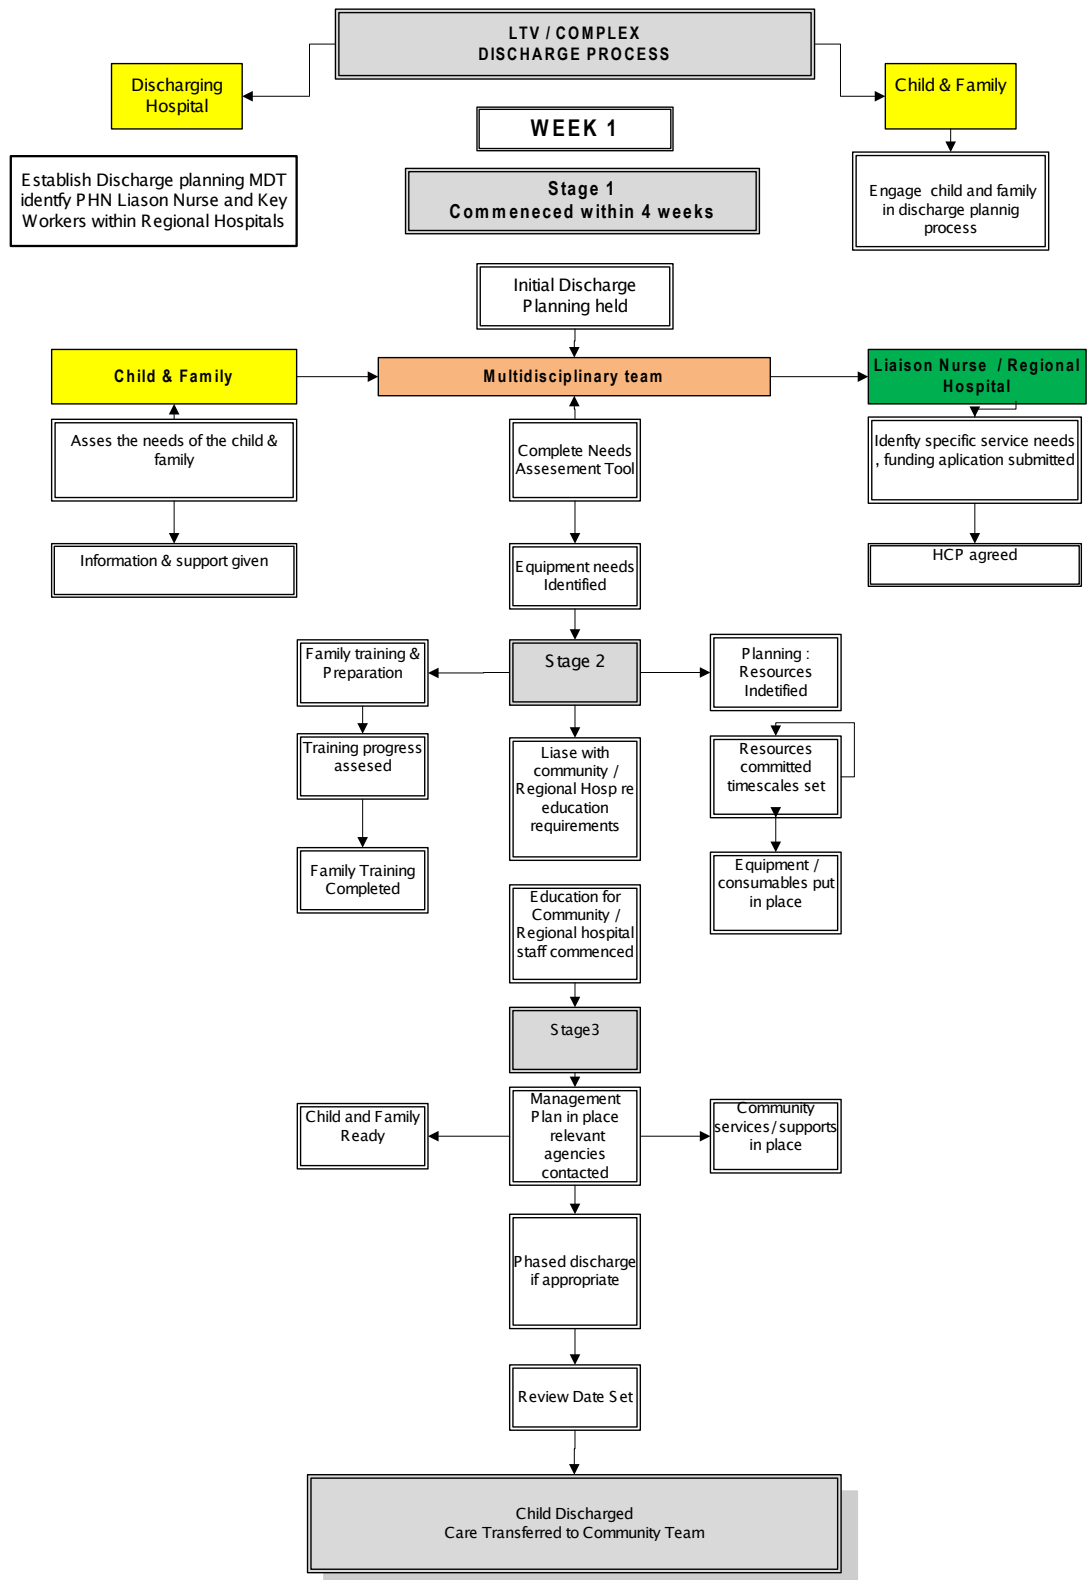 LTV / COMPLEX
DISCHARGE PROCESS
Discharging
Hospital
Child & Family
WEEK 1
Establish Discharge planning MDT
identfy PHN Liason Nurse and Key
Workers within Regional Hospitals
Stage 1
Commeneced within 4 weeks
Engage child and family
in discharge plannig
process
Initial Discharge
Planning held
Child & Family
Multidisciplinary team
Liaison Nurse / Regional
Hospital
Asses the needs of the child &
family
Complete Needs
Assesement Tool
Idenfty specific service needs
, funding aplication submitted
Information & support given
Equipment needs
Identified
HCP agreed
Family training &
Preparation
Stage 2
Planning :
Resources
Indetified
Training progress
assesed
Liase with
community /
Regional Hosp re
education
requirements
Resources
committed
timescales set
Family Training
Completed
Equipment /
consumables put
in place
Education for
Community /
Regional hospital
staff commenced
Stage3
Child and Family
Ready
Management
Plan in place
relevant
agencies
contacted
Community
services/supports
in place
Phased discharge
if appropriate
Review Date Set
Child Discharged
Care Transferred to Community Team